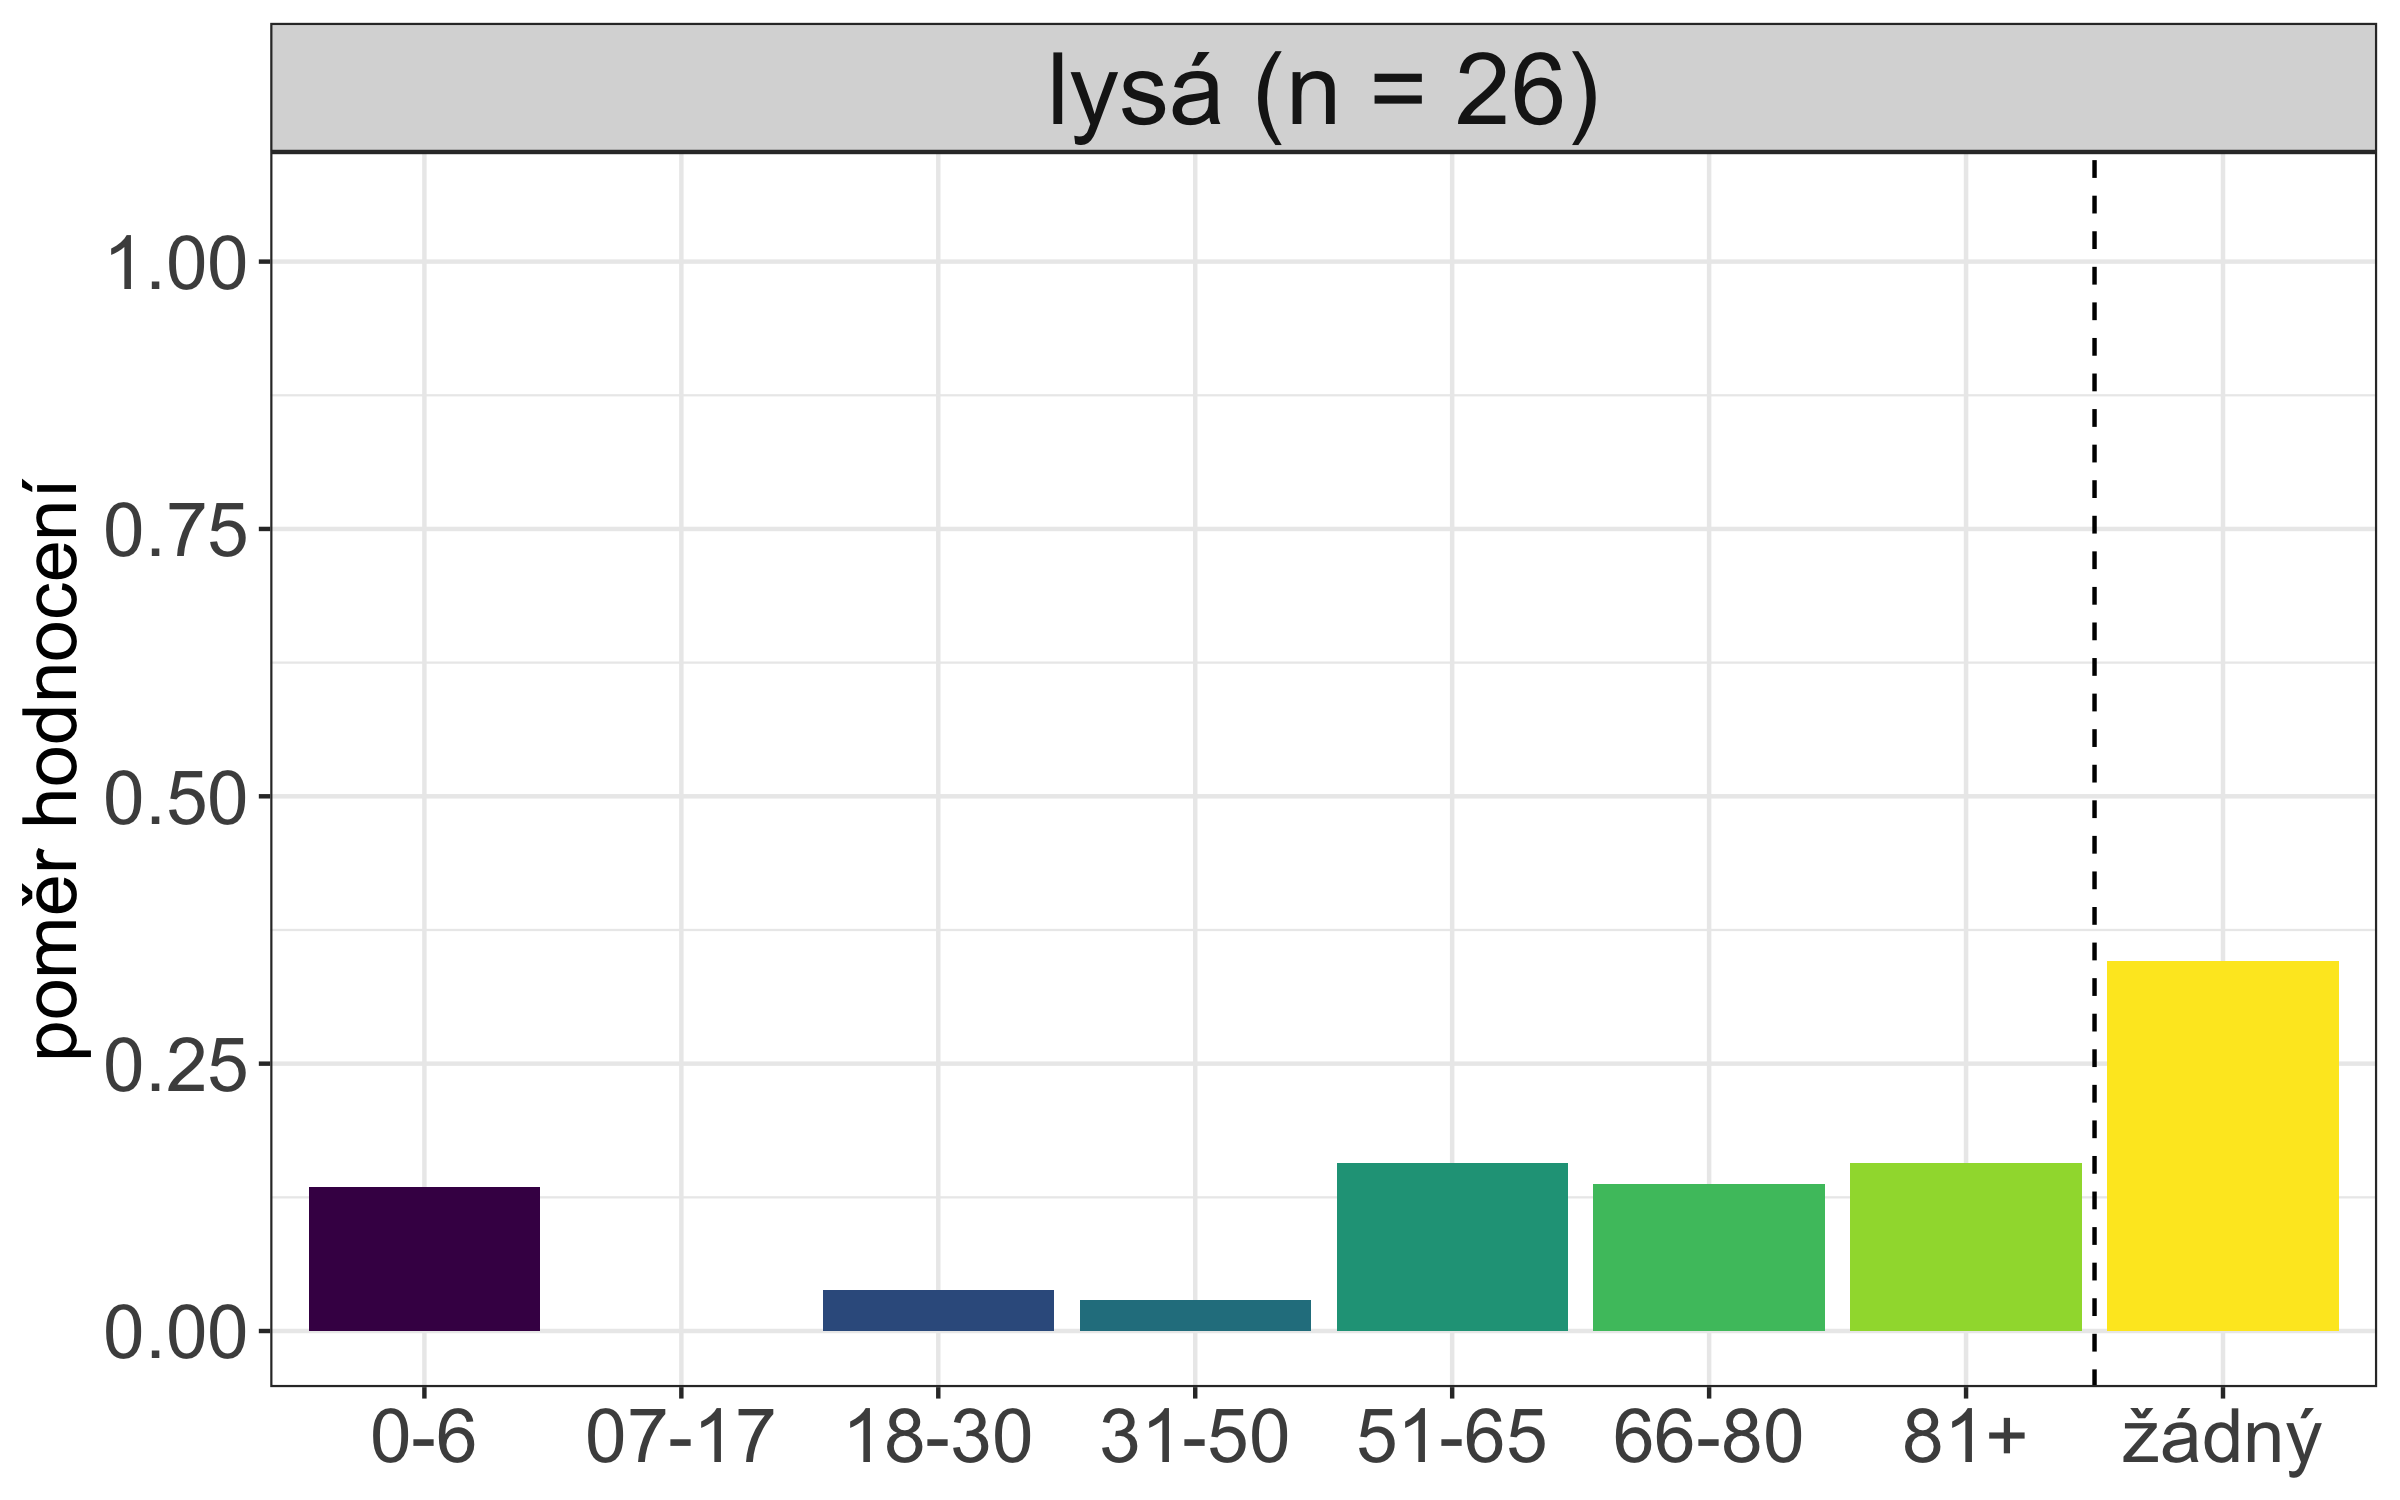 lysá (n = 26)
poměr hodnocení
1.00
0.75
0.50
0.25
0.00
0-6 07-17 18-30 31-50 51-65 66-80 81+ žádný